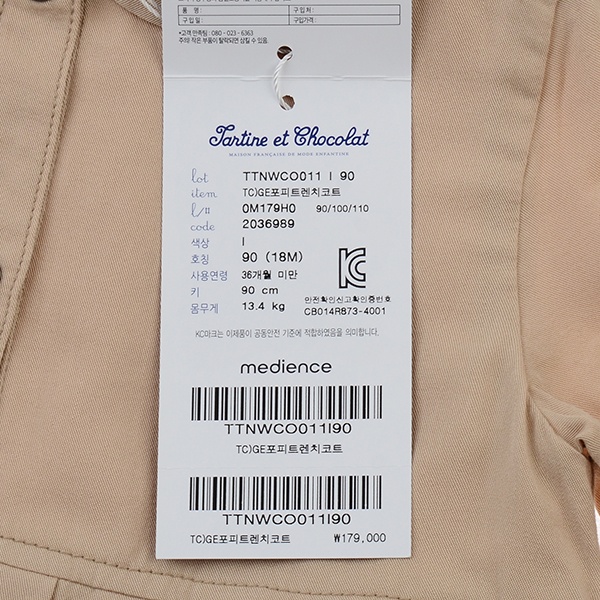 품 명 : 구입처 :
구입일 : 구입가격 :
*고객 만족팀 : 080 - 023 - 6363
주의! 작은 부품이 탈락되면 삼킬 수 있음.
Tartine et Chocolat
MAISON FRANÇAISE DE MODE ENFANTINE
lot TTNWCO011 I 90
item TC)GE포피트렌치코트
l/# 0M179H0 90/100/110
code 2036989
색상 I
호칭 90 (18M)
사용연령 36개월 미만
키 90 cm
몸무게 13.4 kg
안전확인신고확인증번호
CB014R873-4001
KC마크는 이제품이 공통안전 기준에 적합하였음을 의미합니다.
medience
TTNWCO011I90
TC)GE포피트렌치코트
TTNWCO011I90
TC)GE포피트렌치코트 ₩179,000